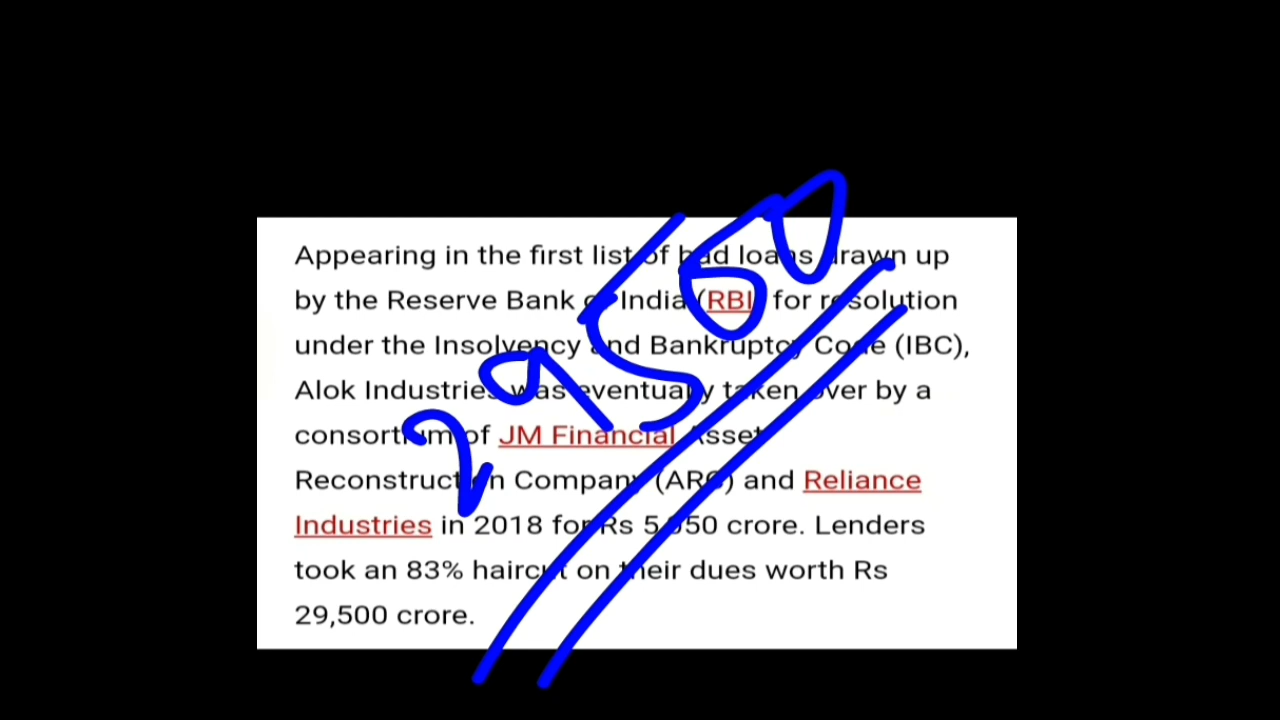 Appearing in the first list of bad loans drawn up
by the Reserve Bank of India (RBI) for resolution
under the Insolvency and Bankruptcy Code (IBC),
Alok Industries was eventually taken over by a
consortium of JM Financial Asset
Reconstruction Company (ARC) and Reliance
Industries in 2018 for Rs 5,050 crore. Lenders
took an 83% haircut on their dues worth Rs
29,500 crore.
29500